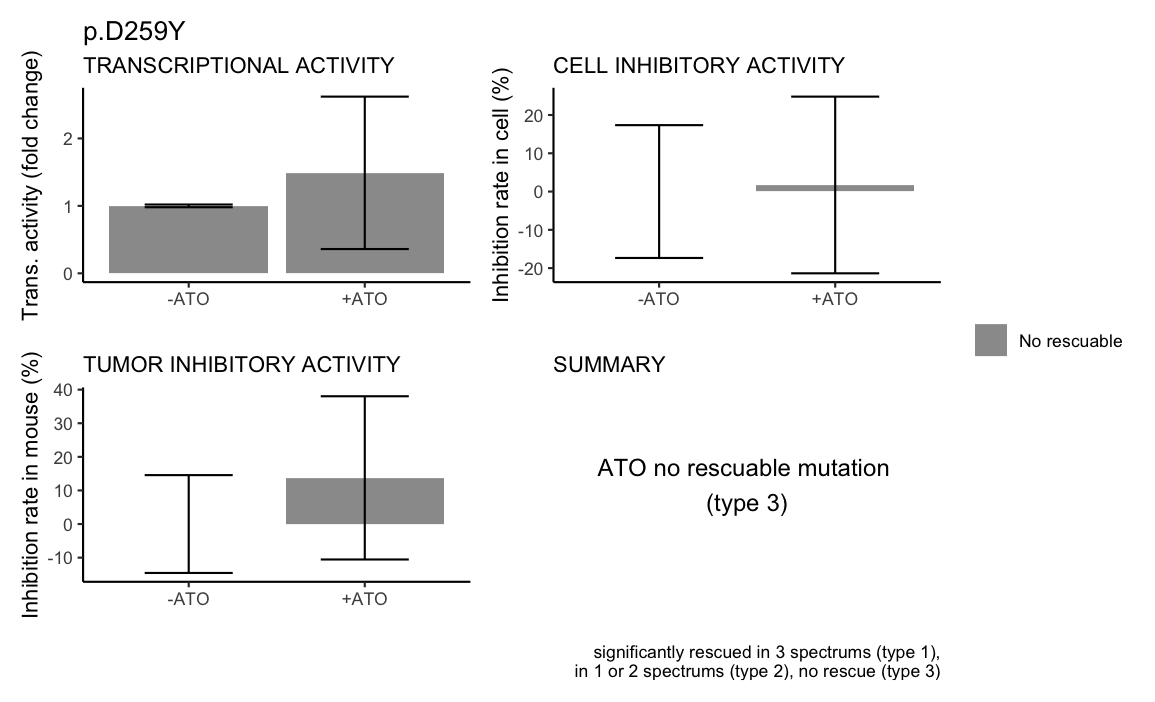 p.D259Y
TRANSCRIPTIONAL ACTIVITY
Trans. activity (fold change)
2
1
0
-ATO
+ATO
CELL INHIBITORY ACTIVITY
Inhibition rate in cell (%)
20
10
0
-10
-20
-ATO
+ATO
No rescuable
TUMOR INHIBITORY ACTIVITY
Inhibition rate in mouse (%)
40
30
20
10
0
-10
-ATO
+ATO
SUMMARY
ATO no rescuable mutation
(type 3)
significantly rescued in 3 spectrums (type 1),
in 1 or 2 spectrums (type 2), no rescue (type 3)